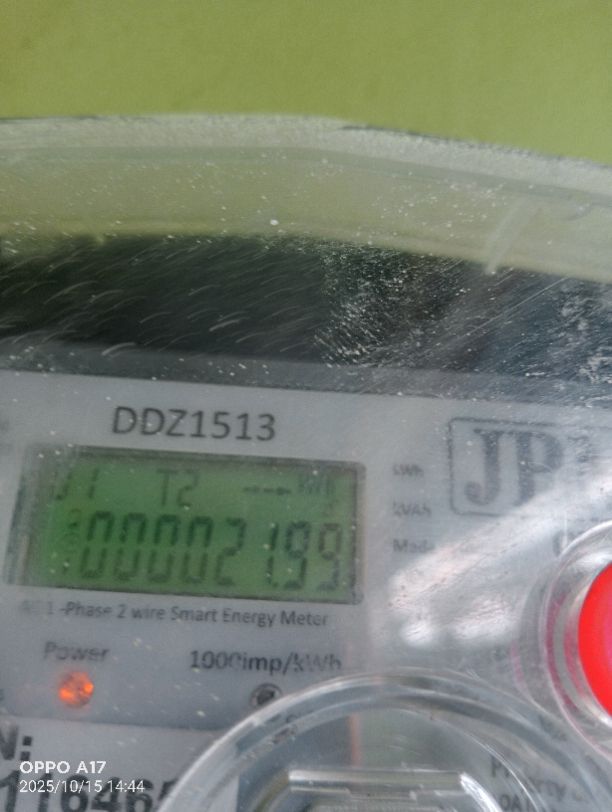 DDZ1513
T2
JP
kWh
kVAh
00002199
-Phase 2 wire Smart Energy Meter
Power
1000imp/kWh
OPPO A17
2025/10/15 14:44